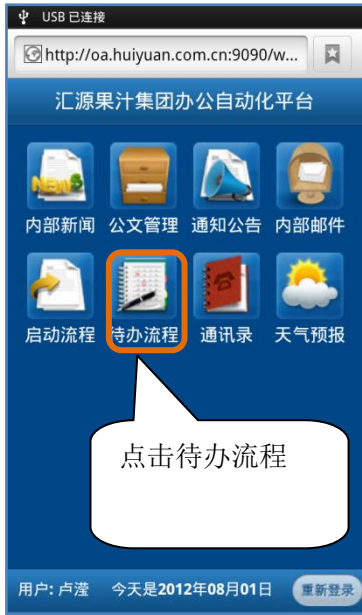 USB 已连接
http://oa.huiyuan.com.cn:9090/w...
汇源果汁集团办公自动化平台
NEWS
内部新闻 公文管理 通知公告 内部邮件
启动流程 待办流程 通讯录 天气预报
点击待办流程
用户: 卢滢 今天是2012年08月01日 重新登录